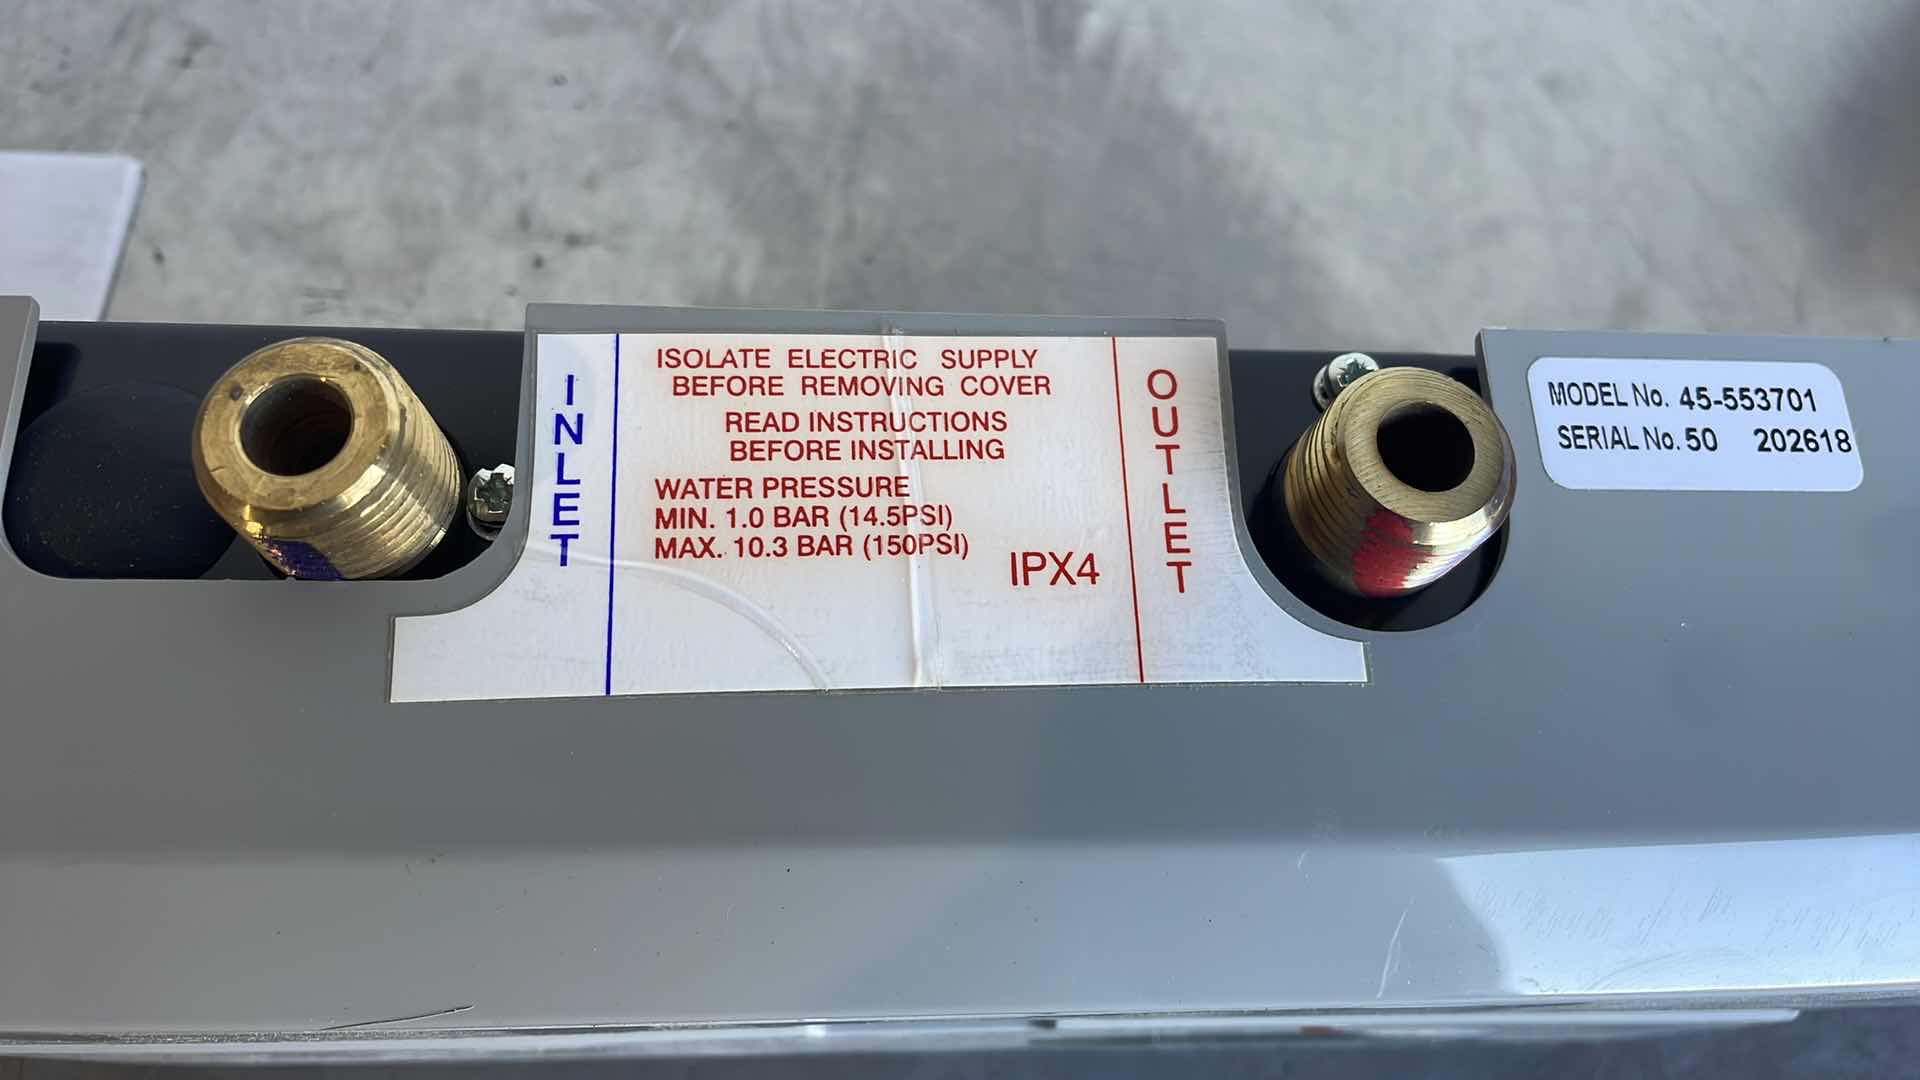 INLET
ISOLATE ELECTRIC SUPPLY
BEFORE REMOVING COVER
READ INSTRUCTIONS
BEFORE INSTALLING
WATER PRESSURE
MIN. 1.0 BAR (14.5PSI)
MAX. 10.3 BAR (150PSI)
IPX4
OUTLET
MODEL No. 45-553701
SERIAL No. 50 202618